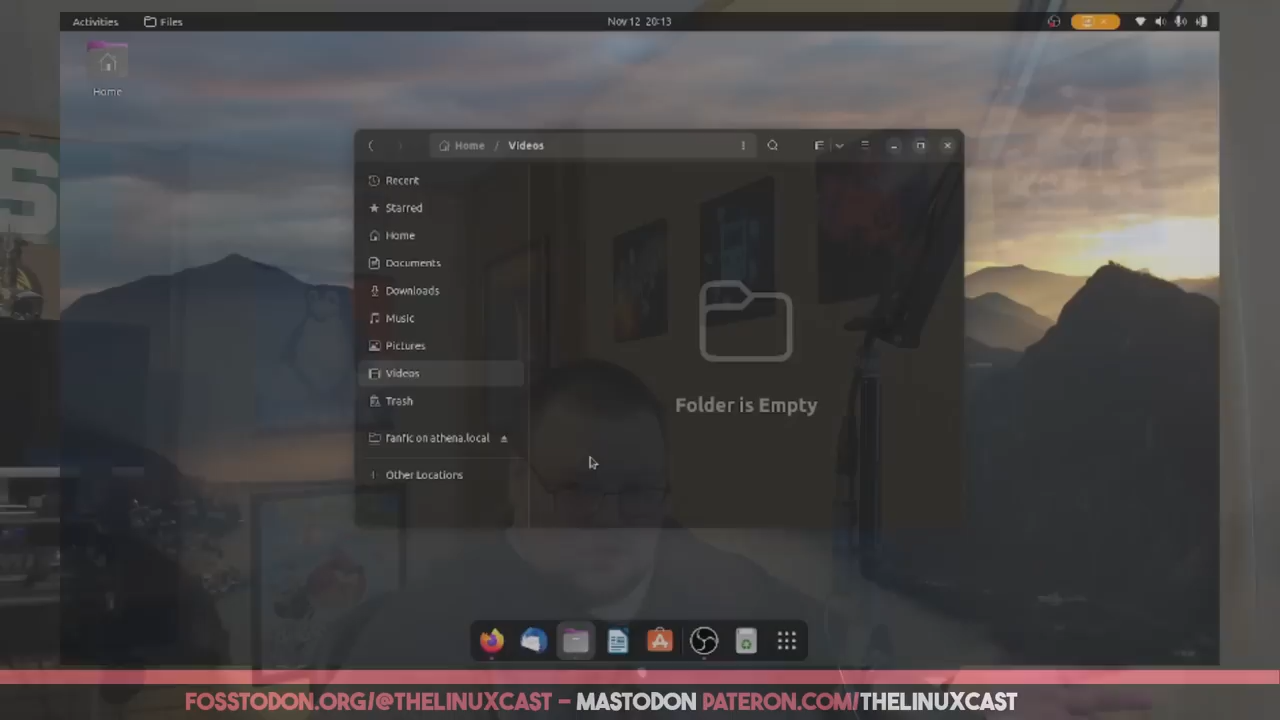 Activities Files Nov 12 20:13
Home
Home / Videos
Recent
Starred
Home
Documents
Downloads
Music
Pictures
Videos
Trash
Folder is Empty
fanfic on athena.local
Other Locations
FOSSTODON.ORG/@THELINUXCAST – MASTODON PATERON.COM/THELINUXCAST